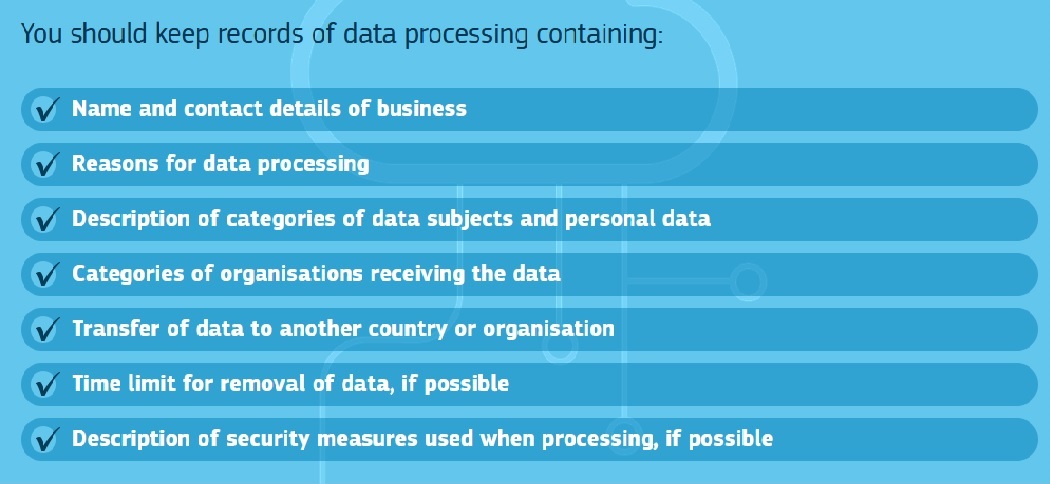 You should keep records of data processing containing:
Name and contact details of business
Reasons for data processing
Description of categories of data subjects and personal data
Categories of organisations receiving the data
Transfer of data to another country or organisation
Time limit for removal of data, if possible
Description of security measures used when processing, if possible